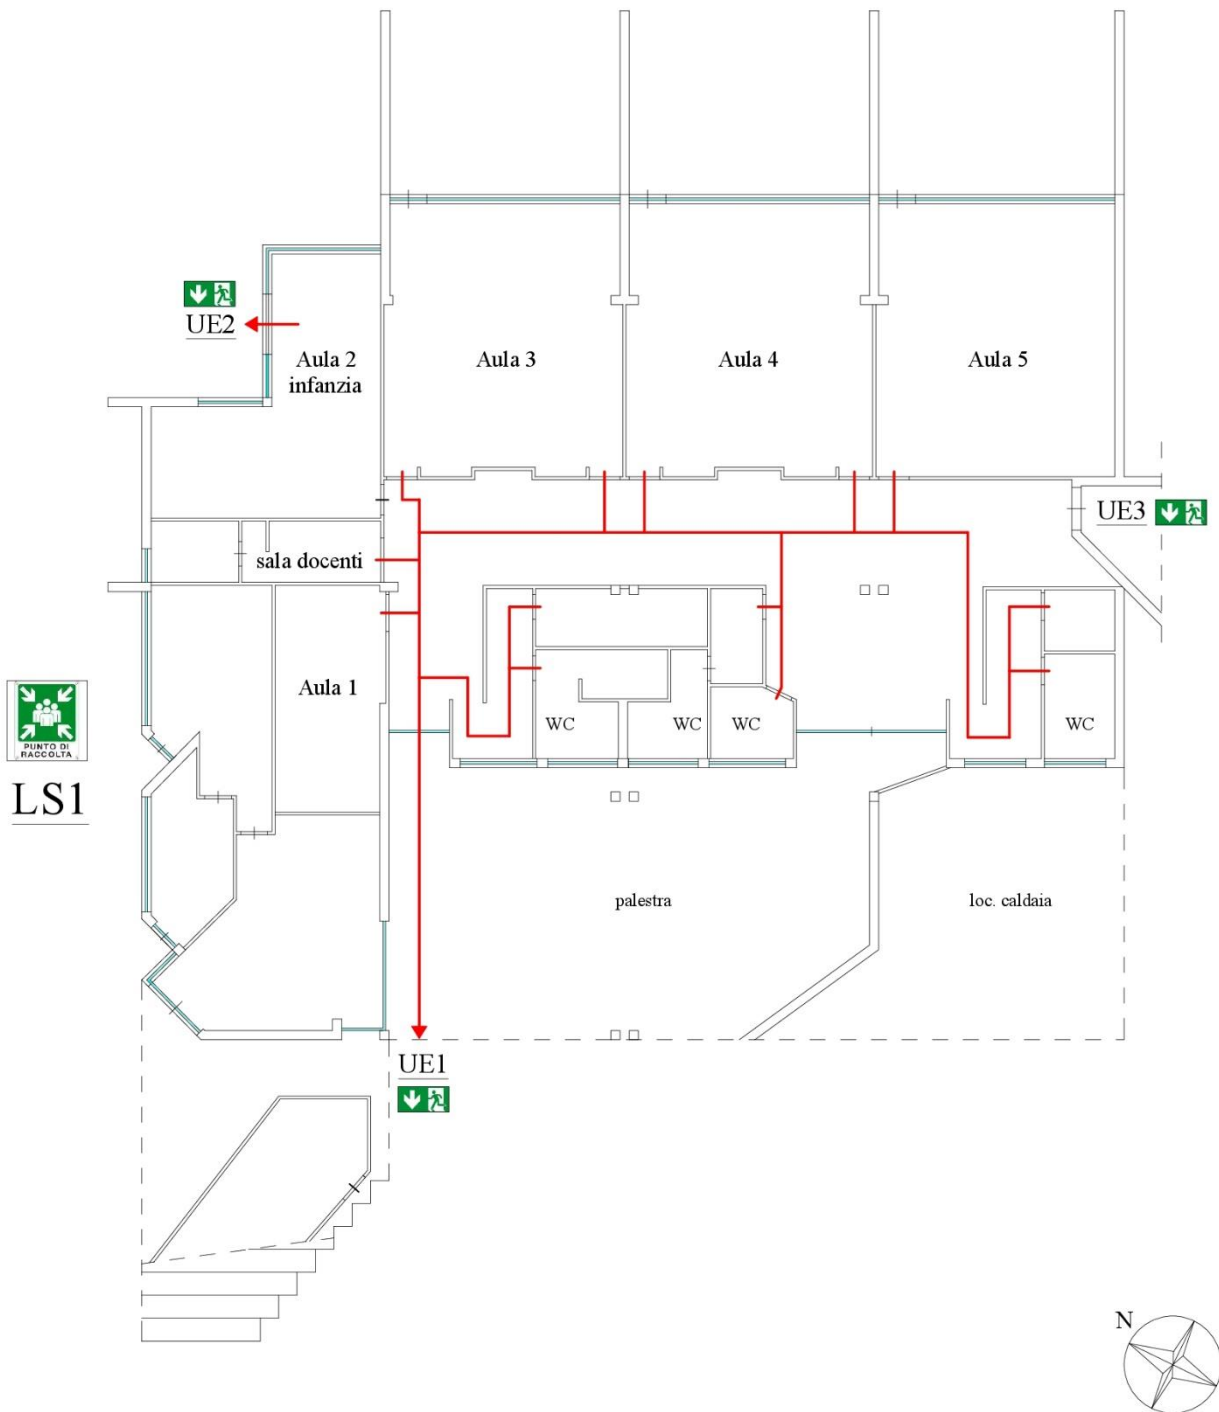 UE2
Aula 2
infanzia
Aula 3
Aula 4
Aula 5
UE3
sala docenti
Aula 1
WC
WC
WC
WC
PUNTO DI
RACCOLTA
LS1
palestra
loc. caldaia
UE1
N